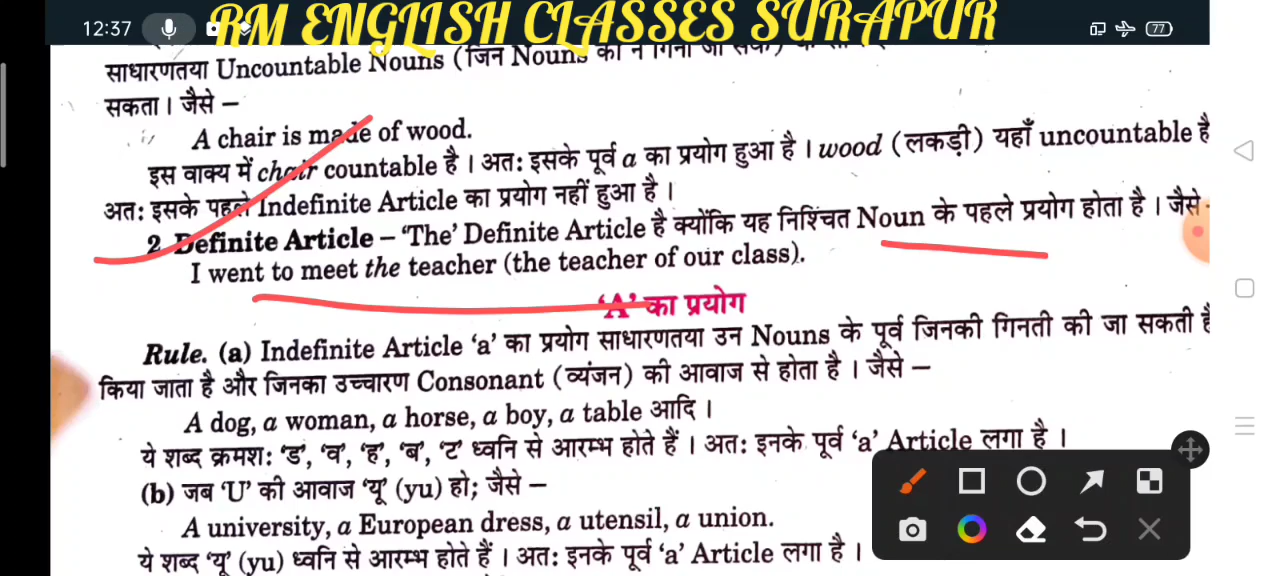 12:37
RM ENGLISH CLASSES SURAPUR
77
साधारणतया Uncountable Nouns (जिन Nouns को न गिना जा सके)
सकता। जैसे –
A chair is made of wood.
इस वाक्य में chair countable है। अतः इसके पूर्व a का प्रयोग हुआ है। wood (लकड़ी) यहाँ uncountable है
अतः इसके पहले Indefinite Article का प्रयोग नहीं हुआ है।
2. Definite Article – 'The' Definite Article है क्योंकि यह निश्चित Noun के पहले प्रयोग होता है। जैसे
I went to meet the teacher (the teacher of our class).
'A' का प्रयोग
Rule. (a) Indefinite Article 'a' का प्रयोग साधारणतया उन Nouns के पूर्व जिनकी गिनती की जा सकती है
किया जाता है और जिनका उच्चारण Consonant (व्यंजन) की आवाज से होता है। जैसे –
A dog, a woman, a horse, a boy, a table आदि।
ये शब्द क्रमशः 'ड', 'व', 'ह', 'ब', 'ट' ध्वनि से आरम्भ होते हैं। अतः इनके पूर्व 'a' Article लगा है।
(b) जब 'U' की आवाज 'यू' (yu) हो; जैसे –
A university, a European dress, a utensil, a union.
ये शब्द 'यू' (yu) ध्वनि से आरम्भ होते हैं। अतः इनके पूर्व 'a' Article लगा है।